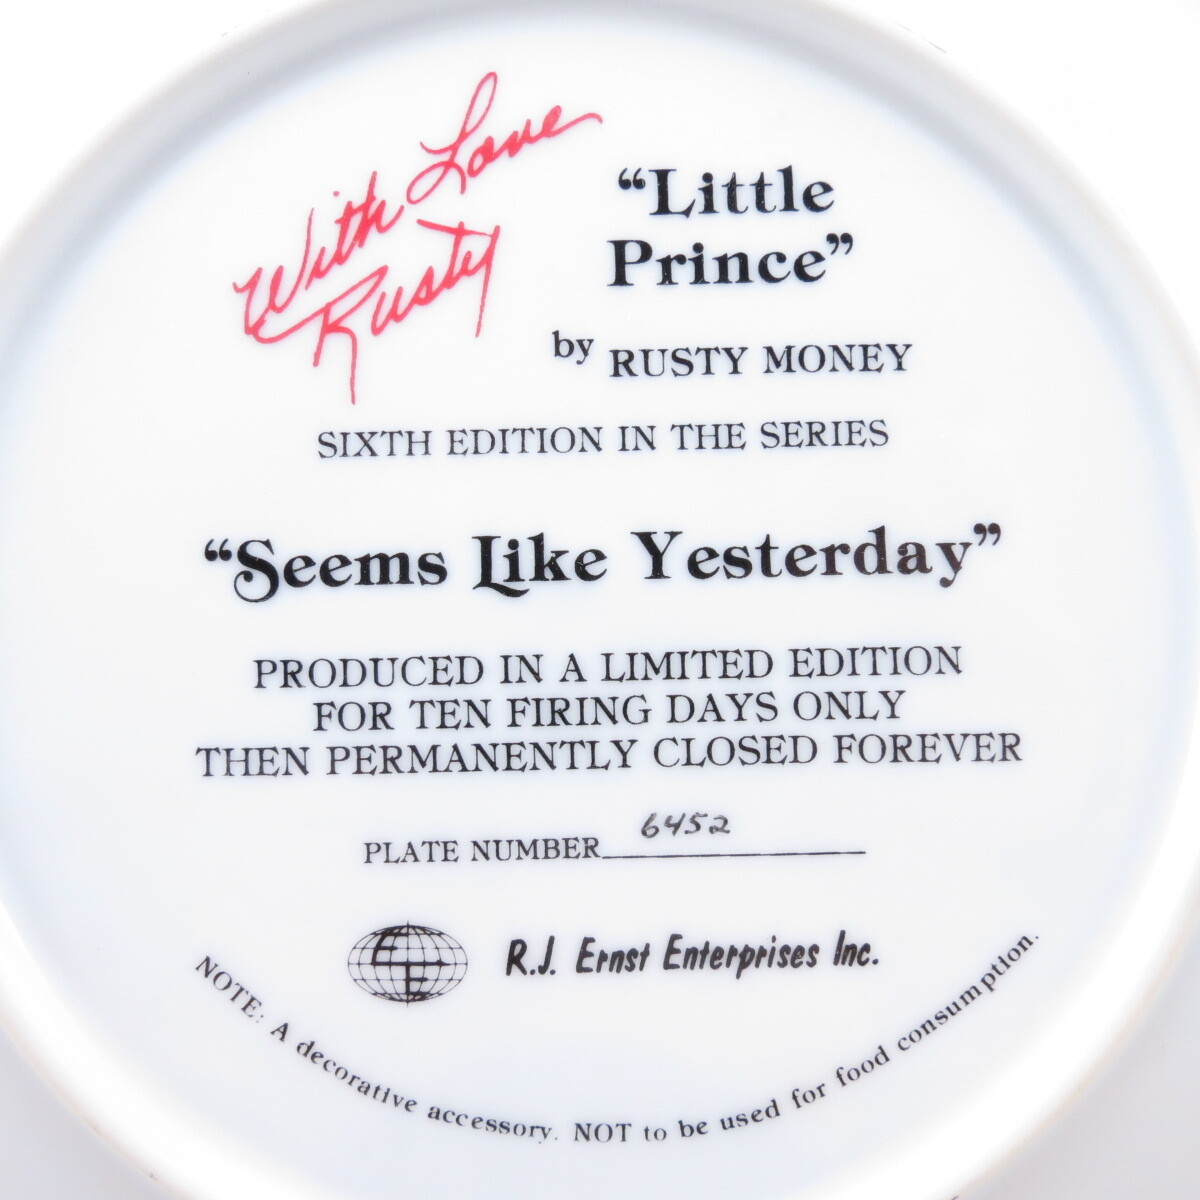 With Love
Rusty
“Little
Prince”
by RUSTY MONEY
SIXTH EDITION IN THE SERIES
“Seems Like Yesterday”
PRODUCED IN A LIMITED EDITION
FOR TEN FIRING DAYS ONLY
THEN PERMANENTLY CLOSED FOREVER
PLATE NUMBER 6452
EE
R.J. Ernst Enterprises Inc.
NOTE: A decorative accessory. NOT to be used for food consumption.